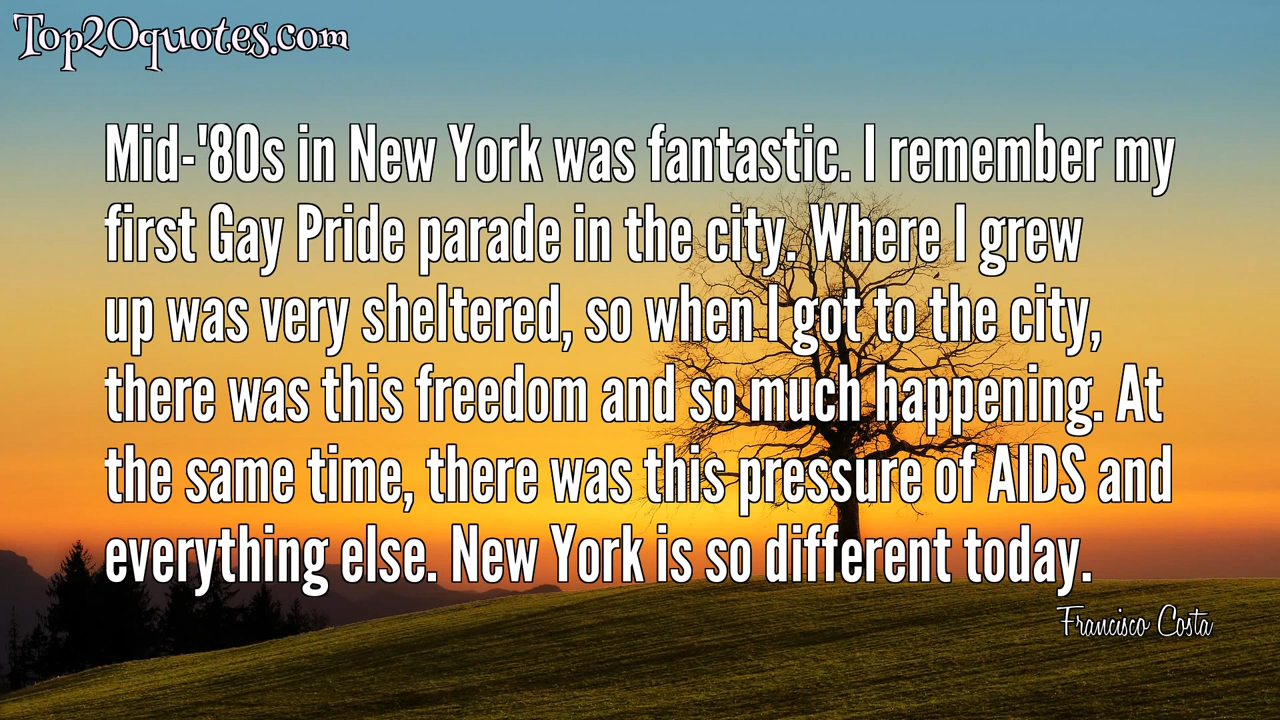 Top20quotes.com
Mid-'80s in New York was fantastic. I remember my
first Gay Pride parade in the city. Where I grew
up was very sheltered, so when I got to the city,
there was this freedom and so much happening. At
the same time, there was this pressure of AIDS and
everything else. New York is so different today.
Francisco Costa